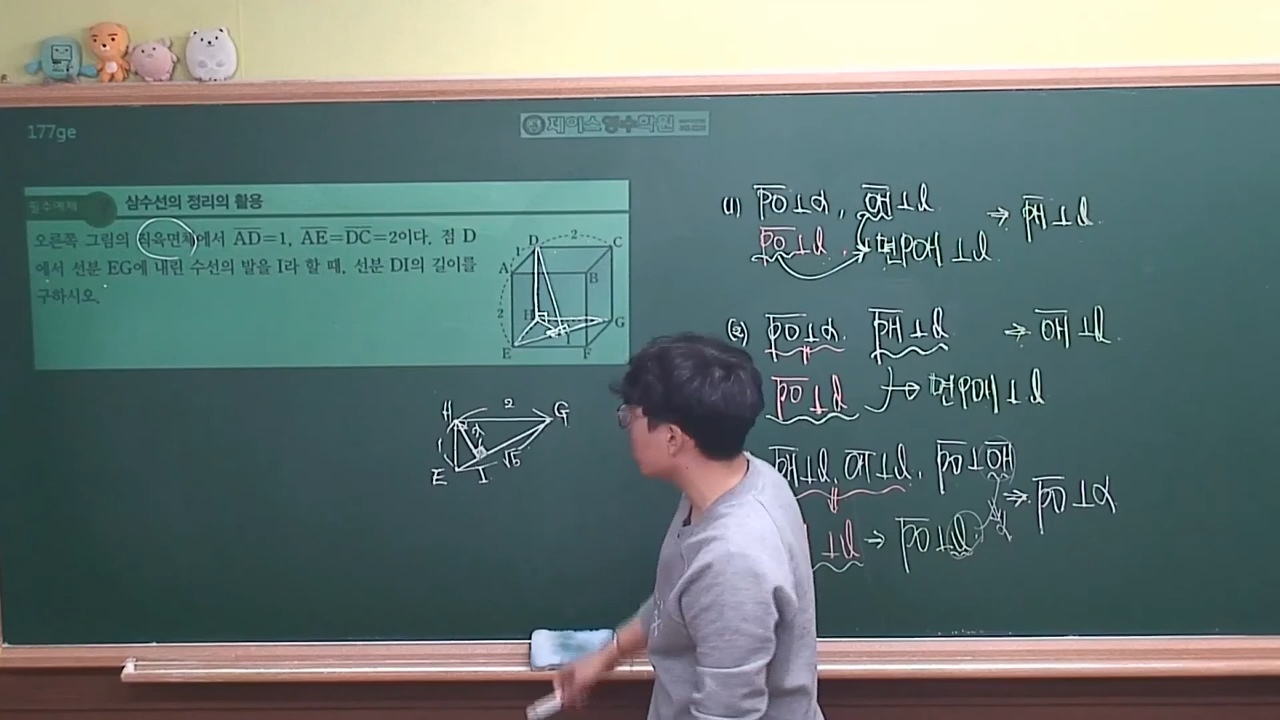 177ge
제이스영수학원
필수예제
삼수선의 정리의 활용
오른쪽 그림의 직육면체에서 AD=1, AE=DC=2이다. 점 D
에서 선분 EG에 내린 수선의 발을 I라 할 때, 선분 DI의 길이를
구하시오.
D 2 C
1
A B
2
H G
I
E F
H 2 G
1 x
E I √5
(1) PO⊥α, OH⊥l ⇒ PH⊥l
PO⊥l, 면POH⊥l
(2) PO⊥α, PH⊥l ⇒ OH⊥l
PO⊥l → 면POH⊥l
PH⊥l, OH⊥l, PO⊥OH ⇒ PO⊥α
⊥l ⇒ PO⊥l, α